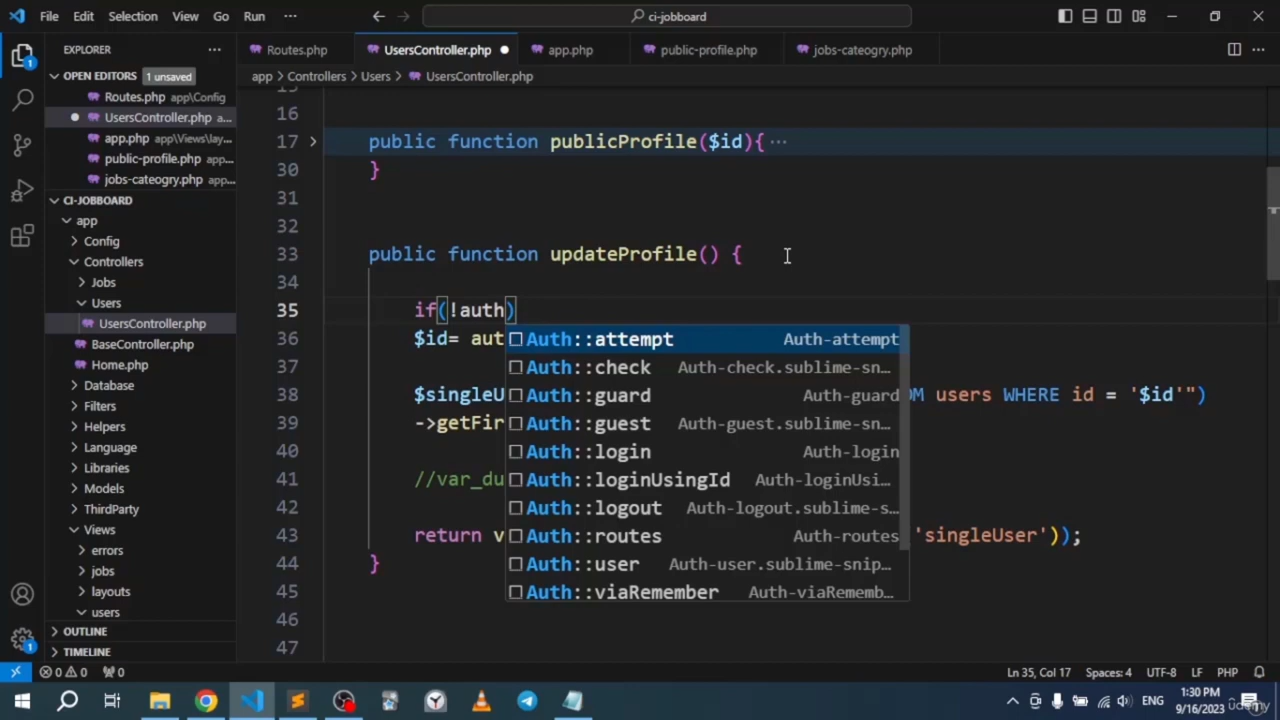 File Edit Selection View Go Run ··· ci-jobboard
EXPLORER ···
Routes.php UsersController.php app.php public-profile.php jobs-cateogry.php
OPEN EDITORS 1 unsaved
app > Controllers > Users > UsersController.php
Routes.php app\Config
UsersController.php a...
app.php app\Views\lay...
public-profile.php app...
jobs-cateogry.php app...
CI-JOBBOARD
app
Config
Controllers
Jobs
Users
UsersController.php
BaseController.php
Home.php
Database
Filters
Helpers
Language
Libraries
Models
ThirdParty
Views
errors
jobs
layouts
users
OUTLINE
TIMELINE
15
16
17 public function publicProfile($id){ ···
30 }
31
32
33 public function updateProfile() {
34
35 if(!auth)
36 $id= aut
37
38 $singleU OM users WHERE id = '$id'")
39 ->getFir
40
41 //var_du
42
43 return v 'singleUser'));
44 }
45
46
47
Auth::attempt Auth-attempt
Auth::check Auth-check.sublime-sn...
Auth::guard Auth-guard
Auth::guest Auth-guest.sublime-sn...
Auth::login Auth-login
Auth::loginUsingId Auth-loginUsi...
Auth::logout Auth-logout.sublime-s...
Auth::routes Auth-routes
Auth::user Auth-user.sublime-snip...
Auth::viaRemember Auth-viaRememb...
0 0 0 Ln 35, Col 17 Spaces: 4 UTF-8 LF PHP
ENG 1:30 PM
9/16/2023
udemy